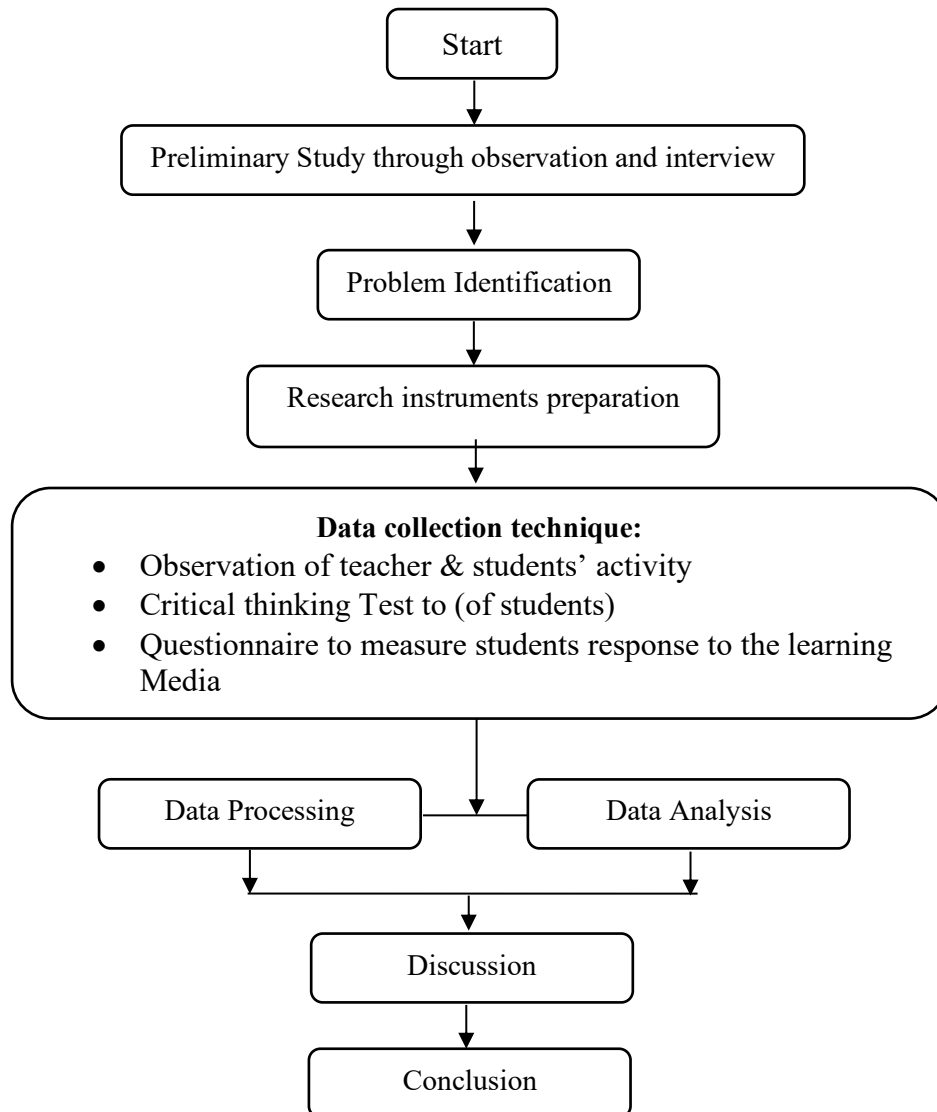 Start
Preliminary Study through observation and interview
Problem Identification
Research instruments preparation
Data collection technique:
• Observation of teacher & students’ activity
• Critical thinking Test to (of students)
• Questionnaire to measure students response to the learning
Media
Data Processing
Data Analysis
Discussion
Conclusion